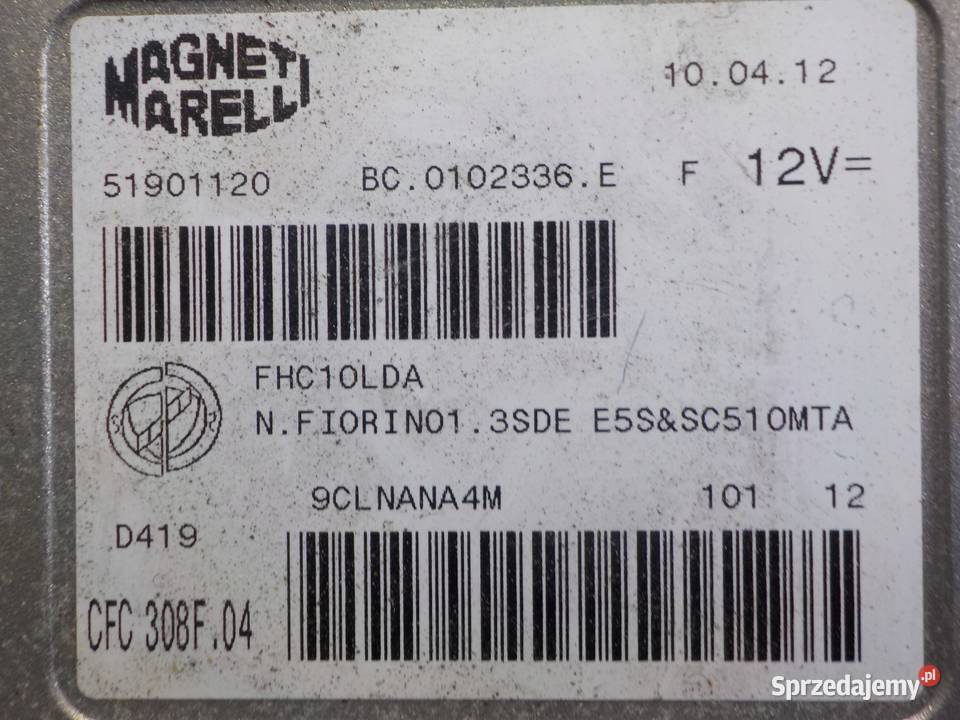 MAGNETI
MARELLI
10.04.12
51901120 BC.0102336.E F 12V=
FHC10LDA
N.FIORINO1.3SDE E5S&SC510MTA
9CLNANA4M 101 12
D419
CFC 308F.04
Sprzedajemy.pl